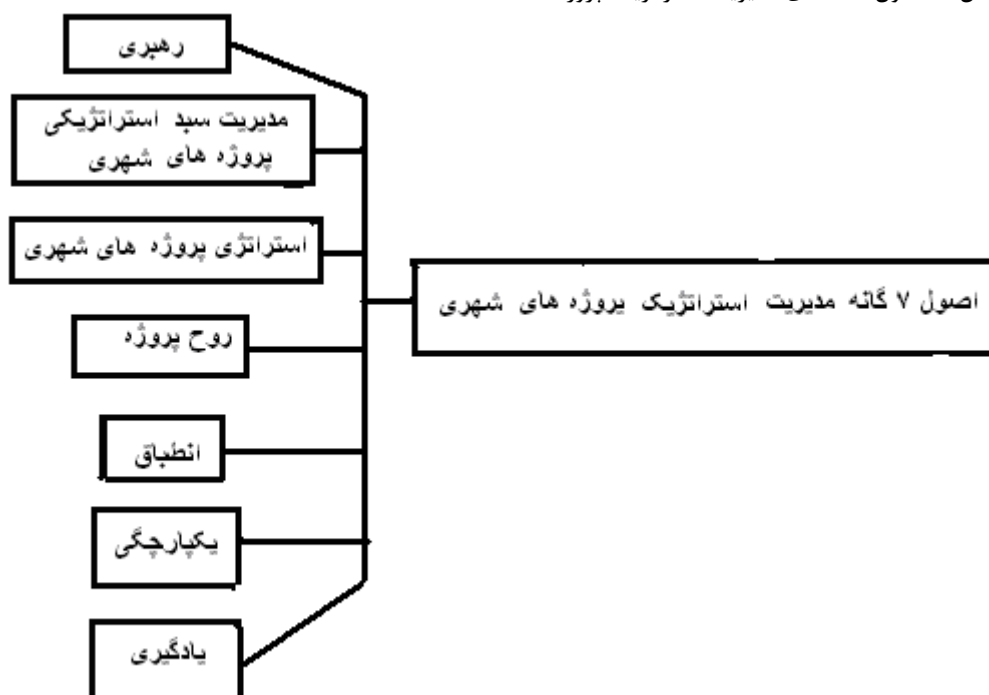 رهبری
مدیریت سبد استراتژیکی
پروژه های شهری
استراتژی پروژه های شهری
اصول ۷ گانه مدیریت استراتژیک پروژه های شهری
روح پروژه
انطباق
یکپارچگی
یادگیری